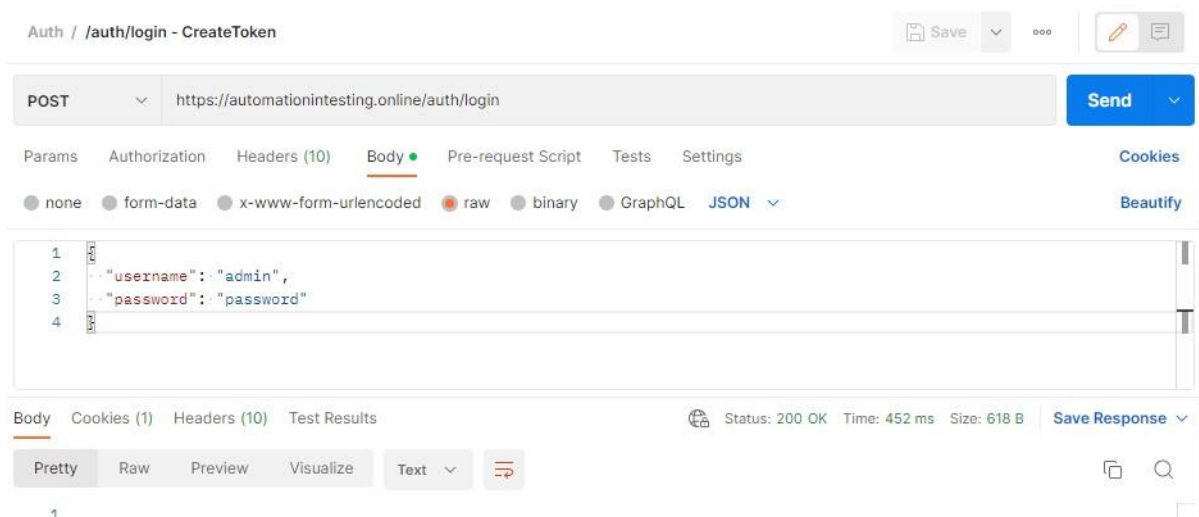 Auth / /auth/login - CreateToken Save ooo
POST https://automationintesting.online/auth/login Send
Params Authorization Headers (10) Body Pre-request Script Tests Settings Cookies
none form-data x-www-form-urlencoded raw binary GraphQL JSON Beautify
1 {
2 "username": "admin",
3 "password": "password"
4 }
Body Cookies (1) Headers (10) Test Results Status: 200 OK Time: 452 ms Size: 618 B Save Response
Pretty Raw Preview Visualize Text
1